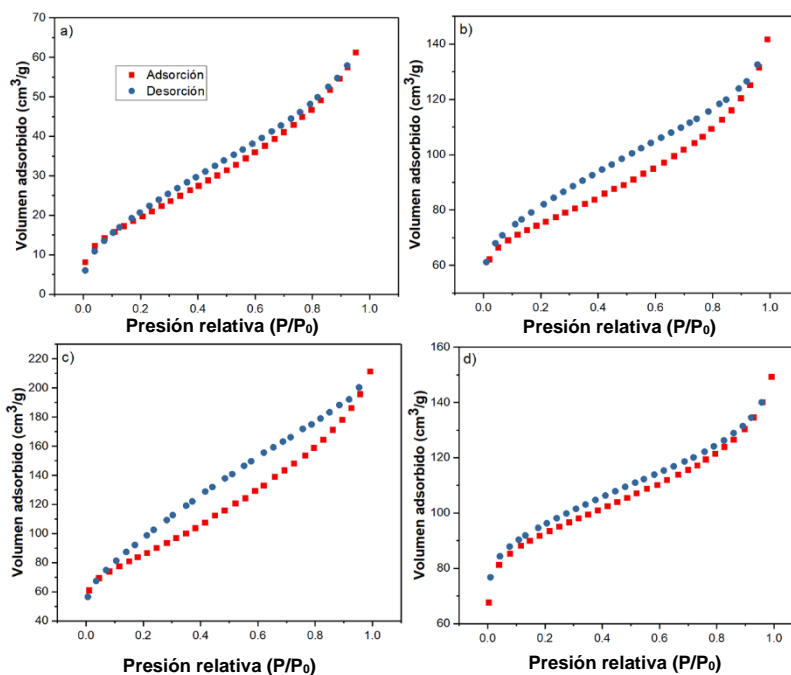 a)
Adsorción
Desorción
Volumen adsorbido (cm³/g)
70
60
50
40
30
20
10
0
0.0 0.2 0.4 0.6 0.8 1.0
Presión relativa (P/P₀)
b)
Volumen adsorbido (cm³/g)
140
120
100
80
60
0.0 0.2 0.4 0.6 0.8 1.0
Presión relativa (P/P₀)
c)
Volumen adsorbido (cm³/g)
220
200
180
160
140
120
100
80
60
40
0.0 0.2 0.4 0.6 0.8 1.0
Presión relativa (P/P₀)
d)
Volumen adsorbido (cm³/g)
160
140
120
100
80
60
0.0 0.2 0.4 0.6 0.8 1.0
Presión relativa (P/P₀)